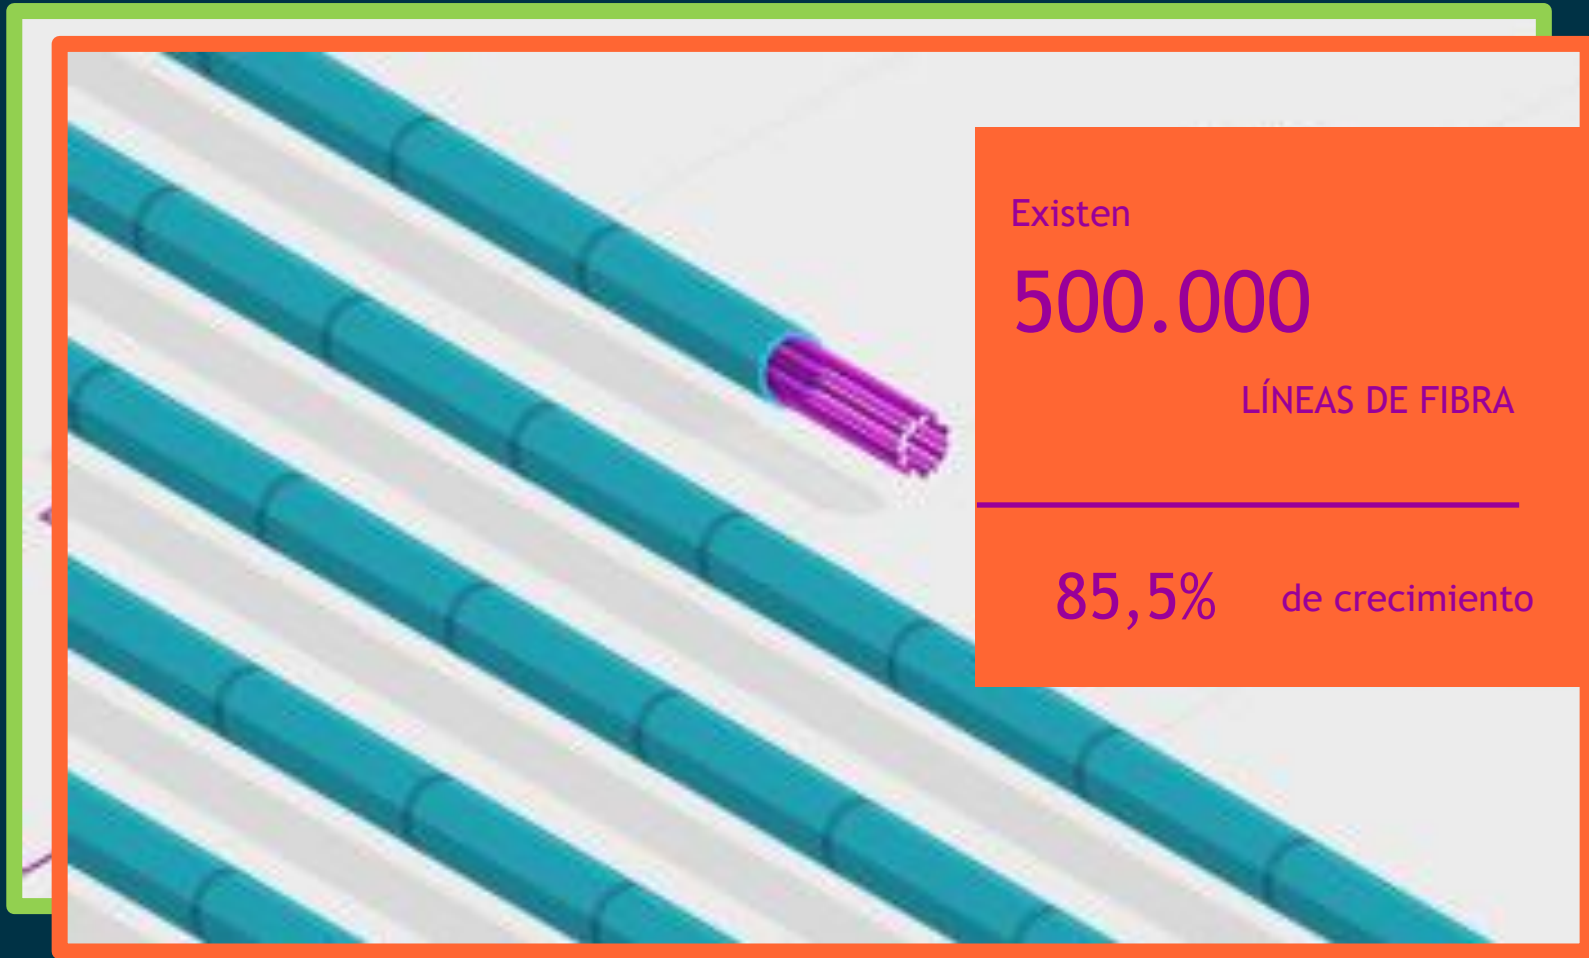 Existen
500.000
LÍNEAS DE FIBRA
85,5% de crecimiento